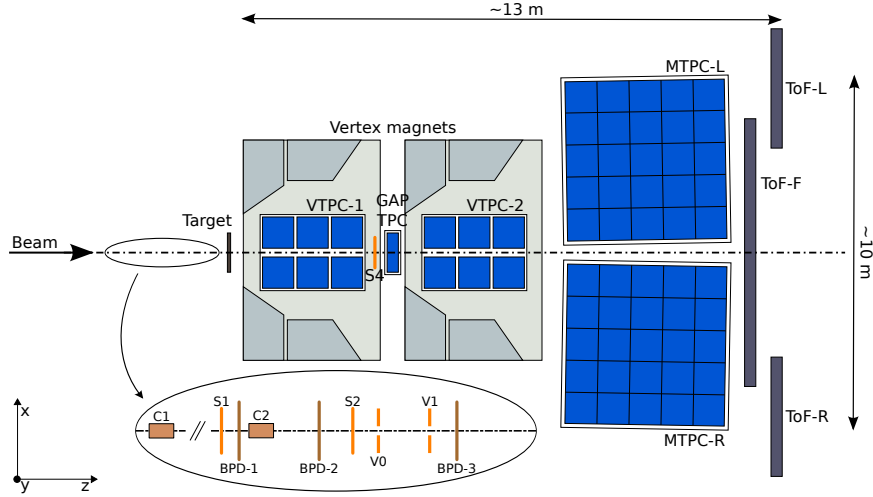 ~13 m
MTPC-L
ToF-L
Vertex magnets
ToF-F
VTPC-1
GAP
TPC
VTPC-2
Target
Beam
S4
~10 m
S1
S2
V1
C1
C2
x
ToF-R
MTPC-R
BPD-1
BPD-2
V0
BPD-3
y
z